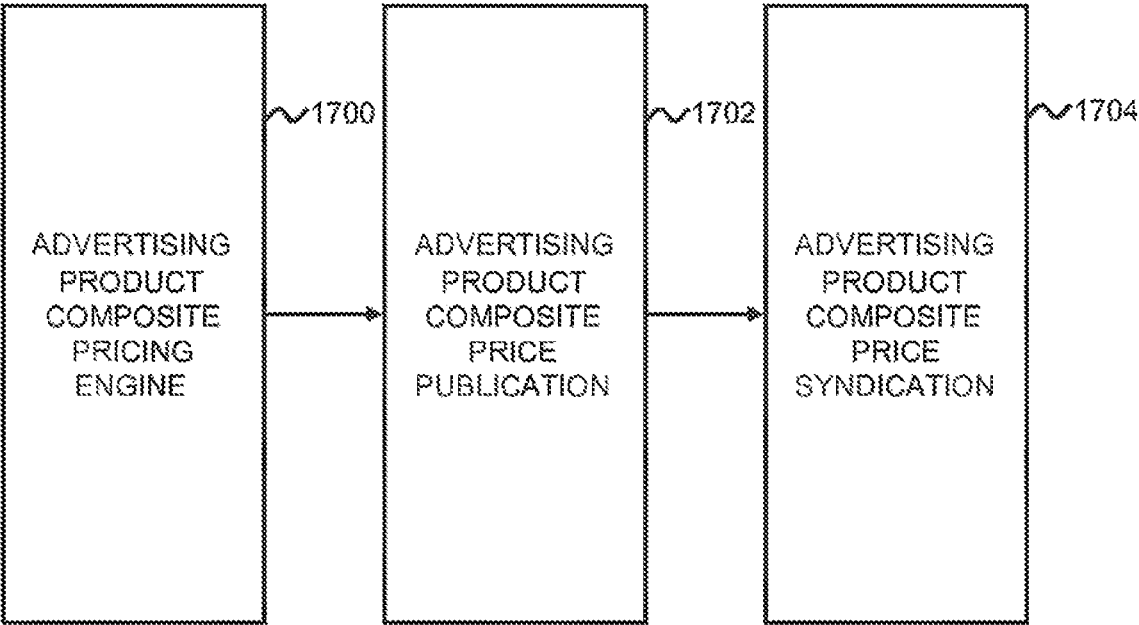 1700
ADVERTISING
PRODUCT
COMPOSITE
PRICING
ENGINE
1702
ADVERTISING
PRODUCT
COMPOSITE
PRICE
PUBLICATION
1704
ADVERTISING
PRODUCT
COMPOSITE
PRICE
SYNDICATION